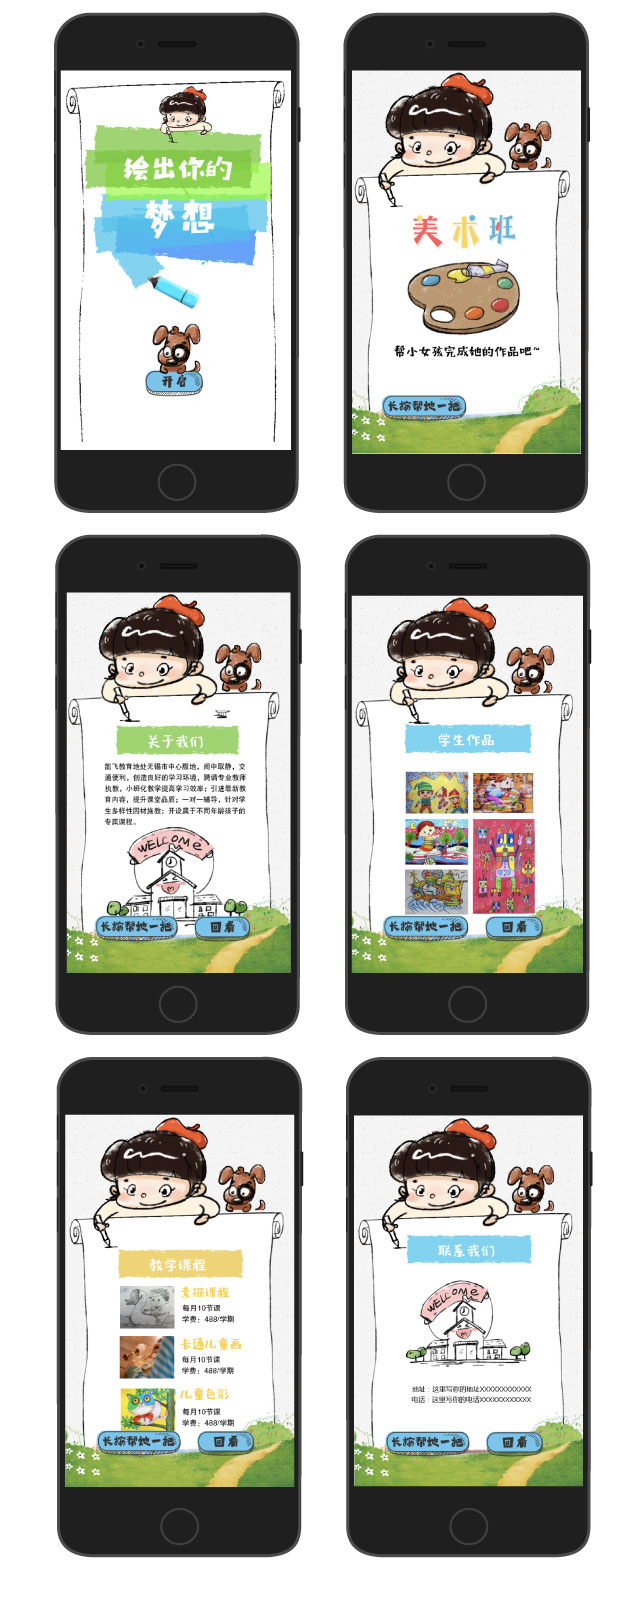 绘出你的
梦想
开启
美术班
帮小女孩完成她的作品吧~
长按帮她一把
关于我们
凯飞教育地处无锡市中心腹地，闹中取静，交
通便利，创造良好的学习环境，聘请专业教师
执教，小班化教学提高学习效率；引进最新教
育内容，提升课堂品质；一对一辅导，针对学
生多样性因材施教；开设属于不同年龄孩子的
专属课程。
WELCOME
长按帮她一把
回看
学生作品
长按帮她一把
回看
教学课程
素描课程
每月10节课
学费：488/学期
卡通儿童画
每月10节课
学费：488/学期
儿童色彩
每月10节课
学费：488/学期
长按帮她一把
回看
联系我们
WELCOME
地址：这里写你的地址XXXXXXXXXXXX
电话：这里写你的电话XXXXXXXXXXXX
长按帮她一把
回看